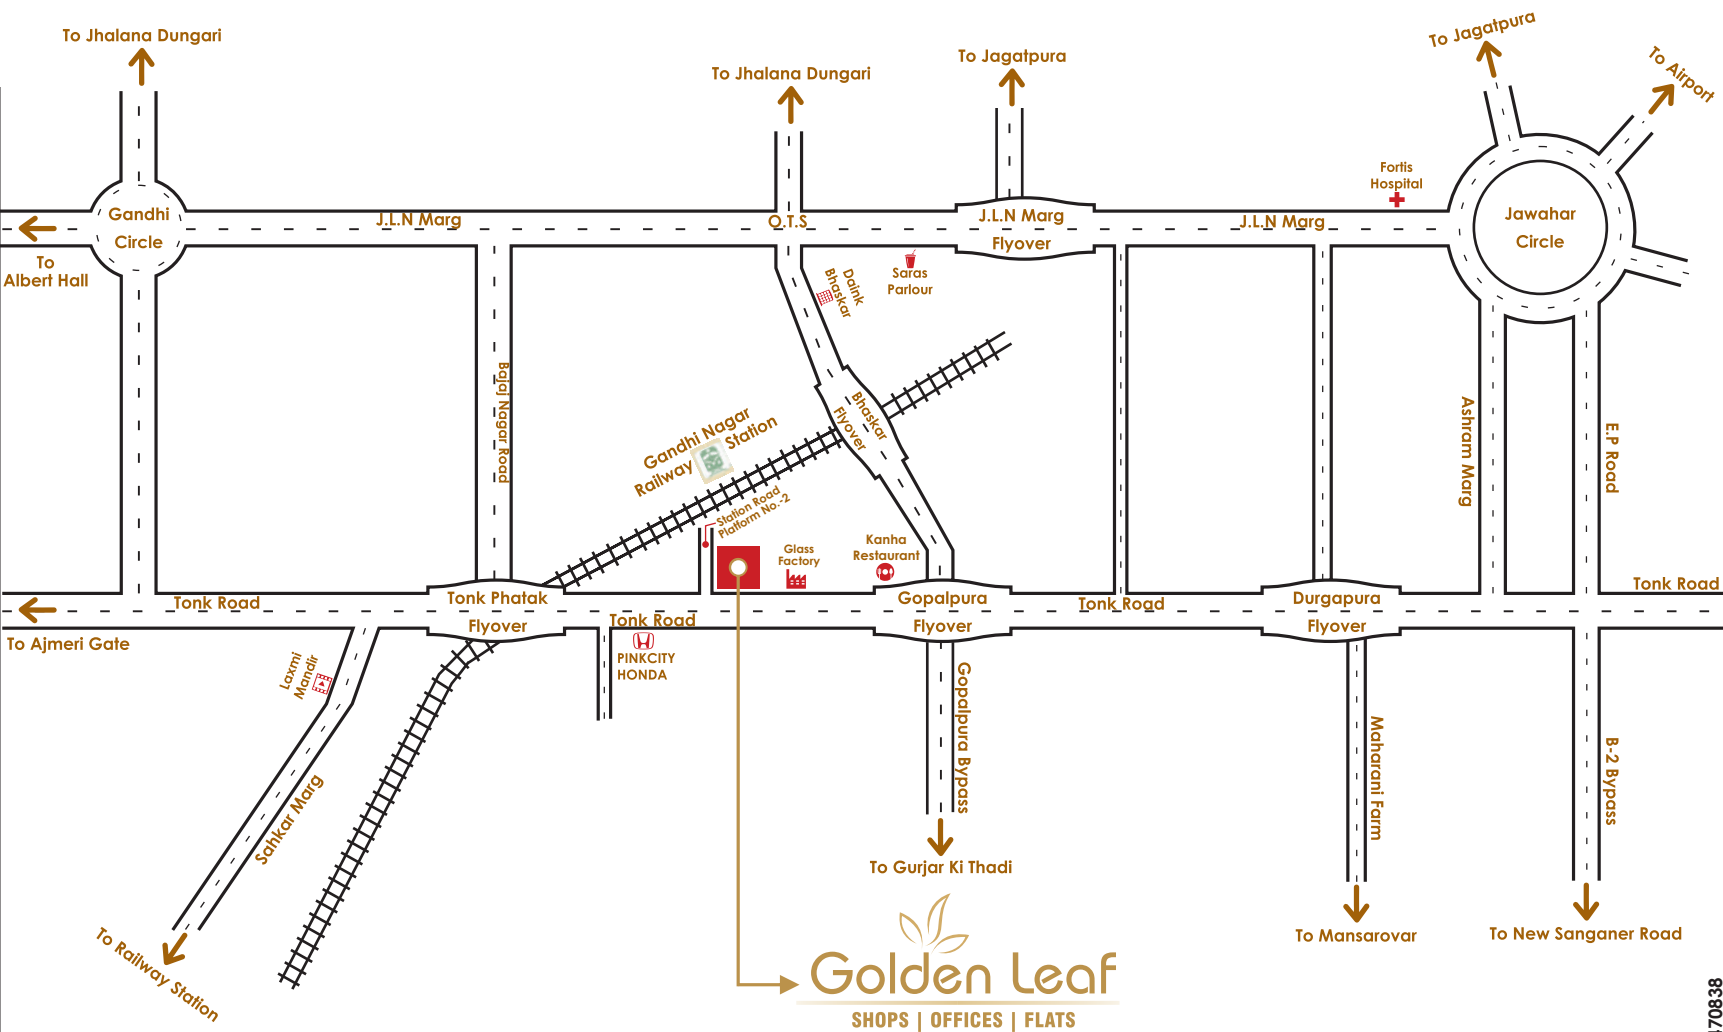 To Jhalana Dungari
To Jhalana Dungari
To Jagatpura
To Jagatpura
To Airport
Fortis
Hospital
Gandhi
Circle
J.L.N Marg
O.T.S
J.L.N Marg
Flyover
J.L.N Marg
Jawahar
Circle
To
Albert Hall
Saras
Parlour
Daink
Bhaskar
Bajaj Nagar Road
Bhaskar
Flyover
Gandhi Nagar
Railway Station
Station Road
Platform No.-2
Ashram Marg
E.P Road
Glass
Factory
Kanha
Restaurant
Tonk Road
Tonk Phatak
Flyover
Tonk Road
Gopalpura
Flyover
Tonk Road
Durgapura
Flyover
Tonk Road
To Ajmeri Gate
PINKCITY
HONDA
Laxmi
Mandir
Sahkar Marg
To Railway Station
Gopalpura Bypass
To Gurjar Ki Thadi
Maharani Farm
To Mansarovar
B-2 Bypass
To New Sanganer Road
Golden Leaf
SHOPS | OFFICES | FLATS